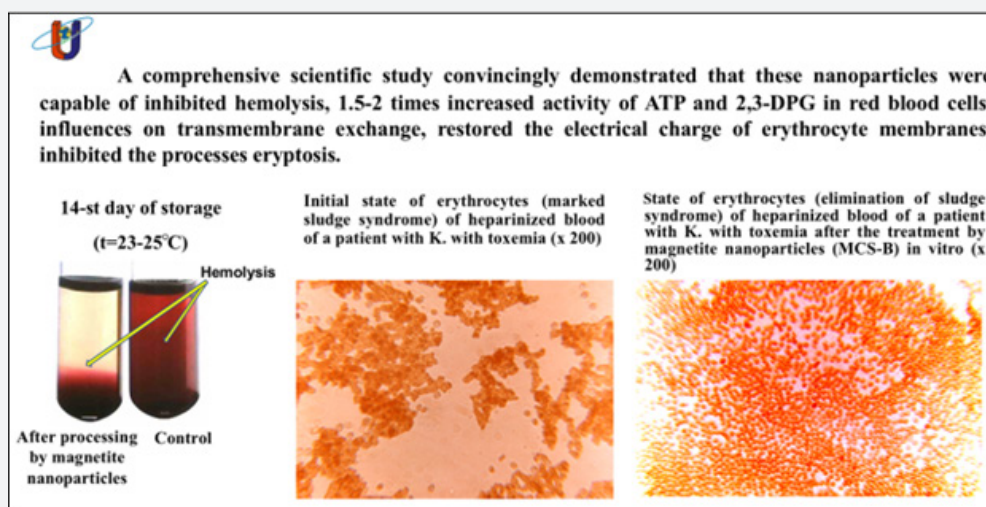 A comprehensive scientific study convincingly demonstrated that these nanoparticles were
capable of inhibited hemolysis, 1.5-2 times increased activity of ATP and 2,3-DPG in red blood cells
influences on transmembrane exchange, restored the electrical charge of erythrocyte membranes
inhibited the processes eryptosis.
14-st day of storage
(t=23-25°C)
Hemolysis
After processing
by magnetite
nanoparticles
Control
Initial state of erythrocytes (marked
sludge syndrome) of heparinized blood
of a patient with K. with toxemia (x 200)
State of erythrocytes (elimination of sludge
syndrome) of heparinized blood of a patient
with K. with toxemia after the treatment by
magnetite nanoparticles (MCS-B) in vitro (x
200)